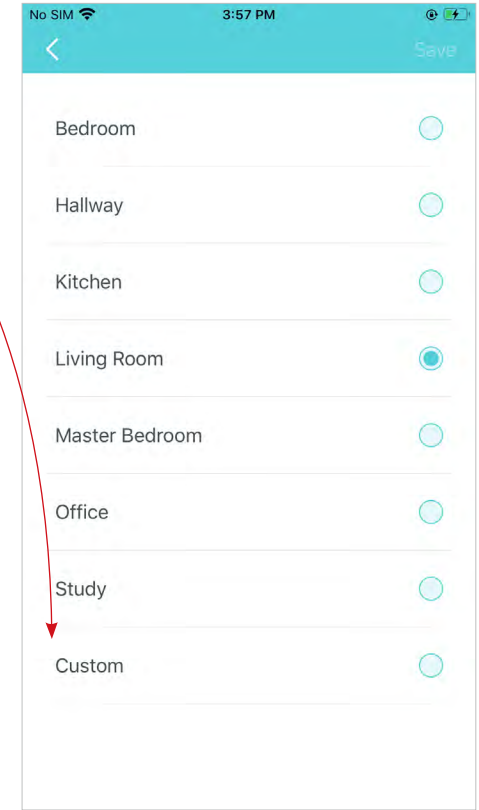 No SIM 3:57 PM
Save
Bedroom
Hallway
Kitchen
Living Room
Master Bedroom
Office
Study
Custom